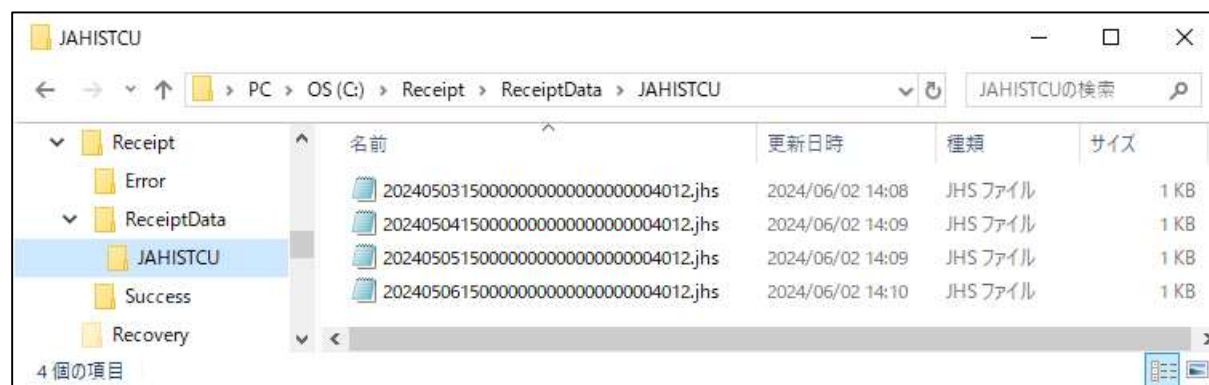 JAHISTCU
PC > OS (C:) > Receipt > ReceiptData > JAHISTCU
JAHISTCUの検索
Receipt
Error
ReceiptData
JAHISTCU
Success
Recovery
名前 更新日時 種類 サイズ
20240503150000000000000000004012.jhs 2024/06/02 14:08 JHS ファイル 1 KB
20240504150000000000000000004012.jhs 2024/06/02 14:09 JHS ファイル 1 KB
20240505150000000000000000004012.jhs 2024/06/02 14:09 JHS ファイル 1 KB
20240506150000000000000000004012.jhs 2024/06/02 14:10 JHS ファイル 1 KB
4 個の項目